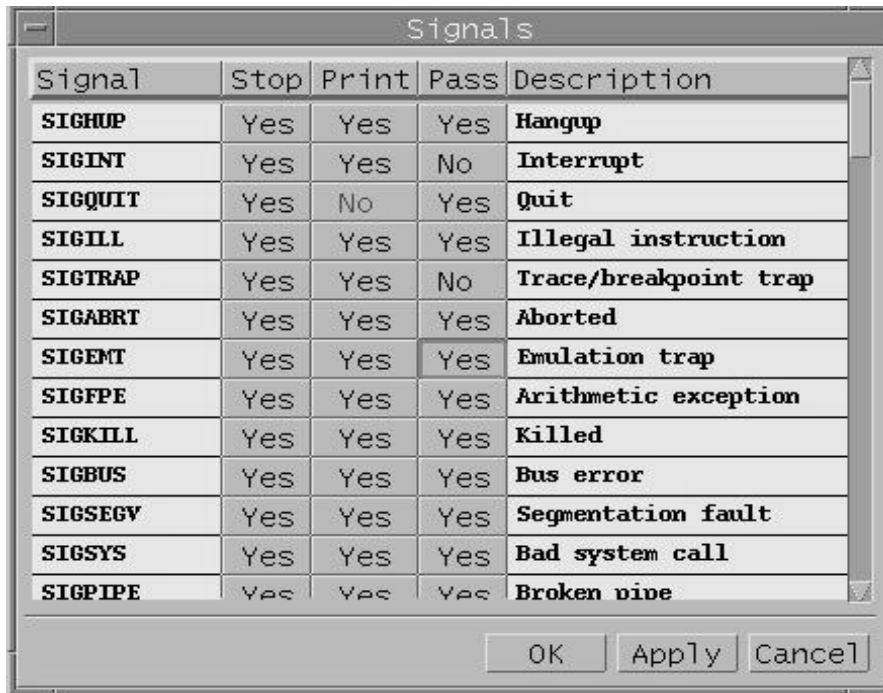 Signals
Signal Stop Print Pass Description
SIGHUP Yes Yes Yes Hangup
SIGINT Yes Yes No Interrupt
SIGQUIT Yes No Yes Quit
SIGILL Yes Yes Yes Illegal instruction
SIGTRAP Yes Yes No Trace/breakpoint trap
SIGABRT Yes Yes Yes Aborted
SIGEMT Yes Yes Yes Emulation trap
SIGFPE Yes Yes Yes Arithmetic exception
SIGKILL Yes Yes Yes Killed
SIGBUS Yes Yes Yes Bus error
SIGSEGV Yes Yes Yes Segmentation fault
SIGSYS Yes Yes Yes Bad system call
SIGPIPE Yes Yes Yes Broken pipe
OK Apply Cancel